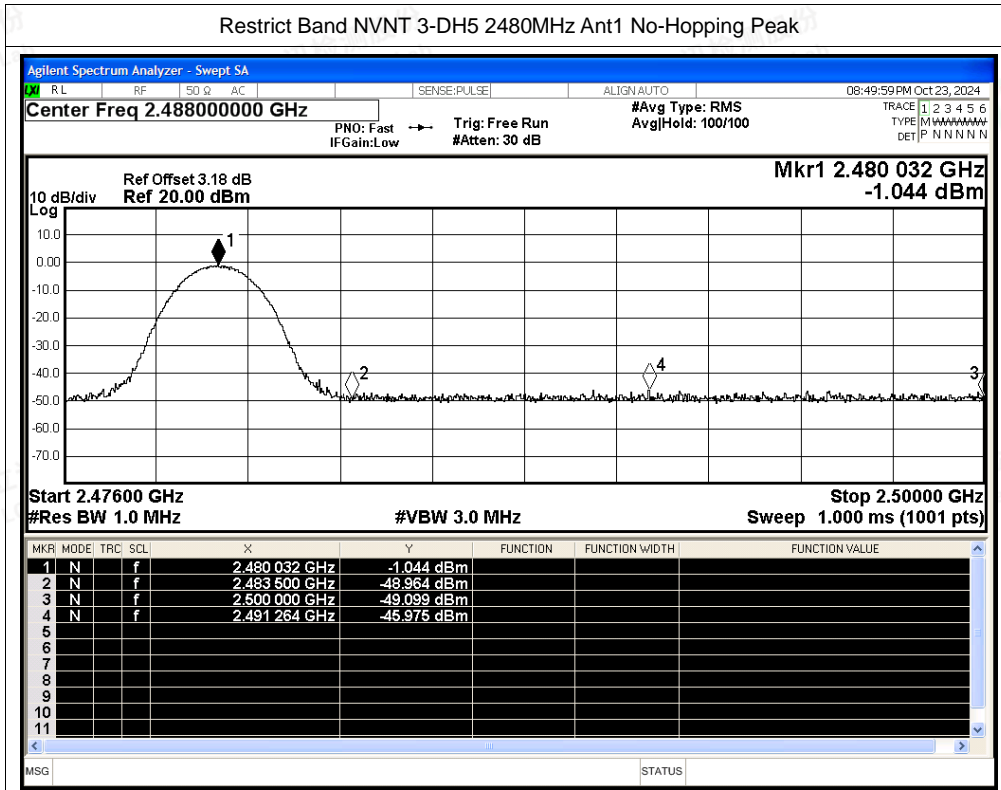 Restrict Band NVNT 3-DH5 2480MHz Ant1 No-Hopping Peak
Agilent Spectrum Analyzer - Swept SA
LXI RL RF 50 Ω AC SENSE:PULSE ALIGN AUTO 08:49:59 PM Oct 23, 2024
Center Freq 2.488000000 GHz
PNO: Fast
IFGain:Low
Trig: Free Run
#Atten: 30 dB
#Avg Type: RMS
Avg|Hold: 100/100
TRACE 1 2 3 4 5 6
TYPE M WWWWW
DET P N N N N N
Mkr1 2.480 032 GHz
-1.044 dBm
Ref Offset 3.18 dB
10 dB/div Ref 20.00 dBm
Log
10.0
0.00
-10.0
-20.0
-30.0
-40.0
-50.0
-60.0
-70.0
1
2
4
3
Start 2.47600 GHz Stop 2.50000 GHz
#Res BW 1.0 MHz #VBW 3.0 MHz Sweep 1.000 ms (1001 pts)
MKR MODE TRC SCL X Y FUNCTION FUNCTION WIDTH FUNCTION VALUE
1 N f 2.480 032 GHz -1.044 dBm
2 N f 2.483 500 GHz -48.964 dBm
3 N f 2.500 000 GHz -49.099 dBm
4 N f 2.491 264 GHz -45.975 dBm
5
6
7
8
9
10
11
MSG STATUS